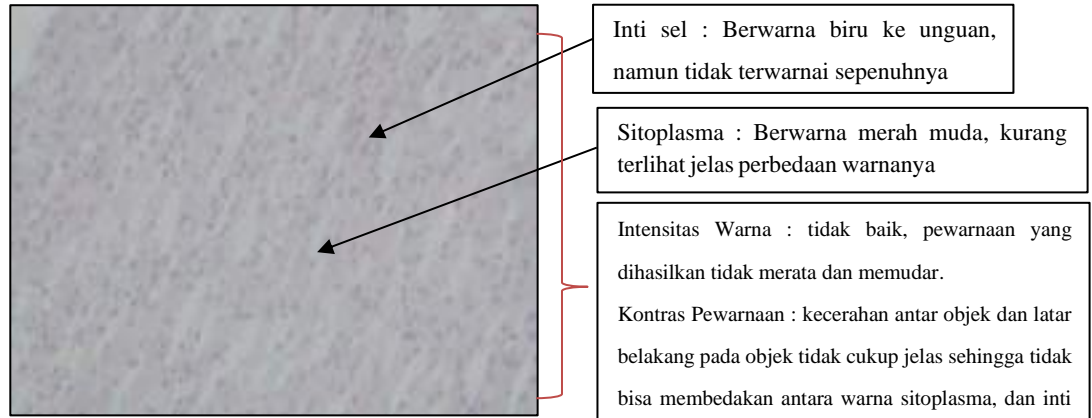 Inti sel : Berwarna biru ke unguan,
namun tidak terwarnai sepenuhnya
Sitoplasma : Berwarna merah muda, kurang
terlihat jelas perbedaan warnanya
Intensitas Warna : tidak baik, pewarnaan yang
dihasilkan tidak merata dan memudar.
Kontras Pewarnaan : kecerahan antar objek dan latar
belakang pada objek tidak cukup jelas sehingga tidak
bisa membedakan antara warna sitoplasma, dan inti